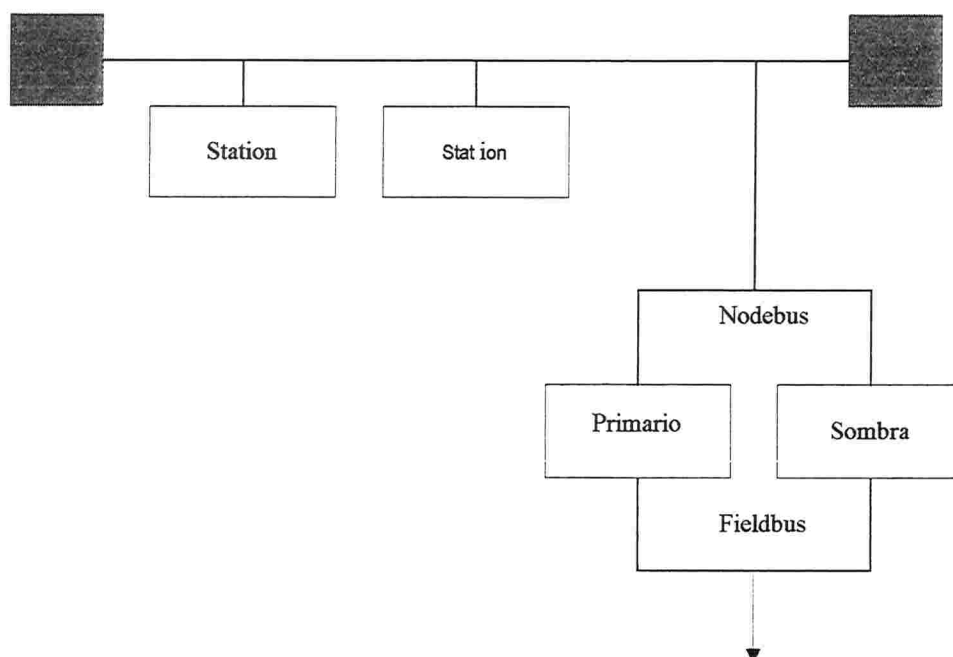 Station
Stat ion
Nodebus
Primario
Sombra
Fieldbus